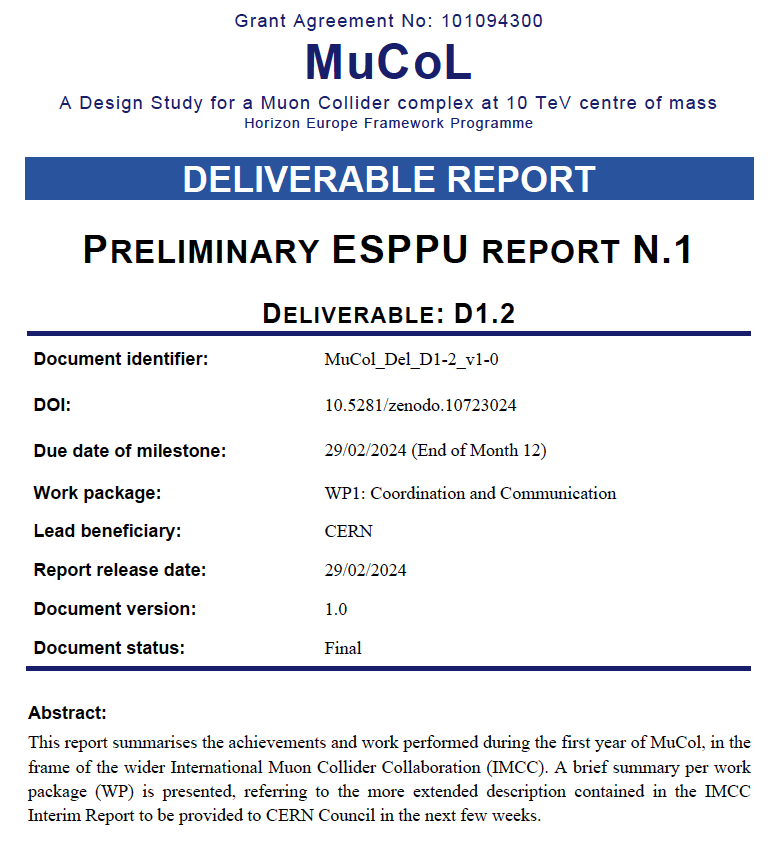 Grant Agreement No: 101094300
MuCoL
A Design Study for a Muon Collider complex at 10 TeV centre of mass
Horizon Europe Framework Programme
DELIVERABLE REPORT
PRELIMINARY ESPPU REPORT N.1
DELIVERABLE: D1.2
Document identifier: MuCol_Del_D1-2_v1-0
DOI: 10.5281/zenodo.10723024
Due date of milestone: 29/02/2024 (End of Month 12)
Work package: WP1: Coordination and Communication
Lead beneficiary: CERN
Report release date: 29/02/2024
Document version: 1.0
Document status: Final
Abstract:
This report summarises the achievements and work performed during the first year of MuCol, in the
frame of the wider International Muon Collider Collaboration (IMCC). A brief summary per work
package (WP) is presented, referring to the more extended description contained in the IMCC
Interim Report to be provided to CERN Council in the next few weeks.